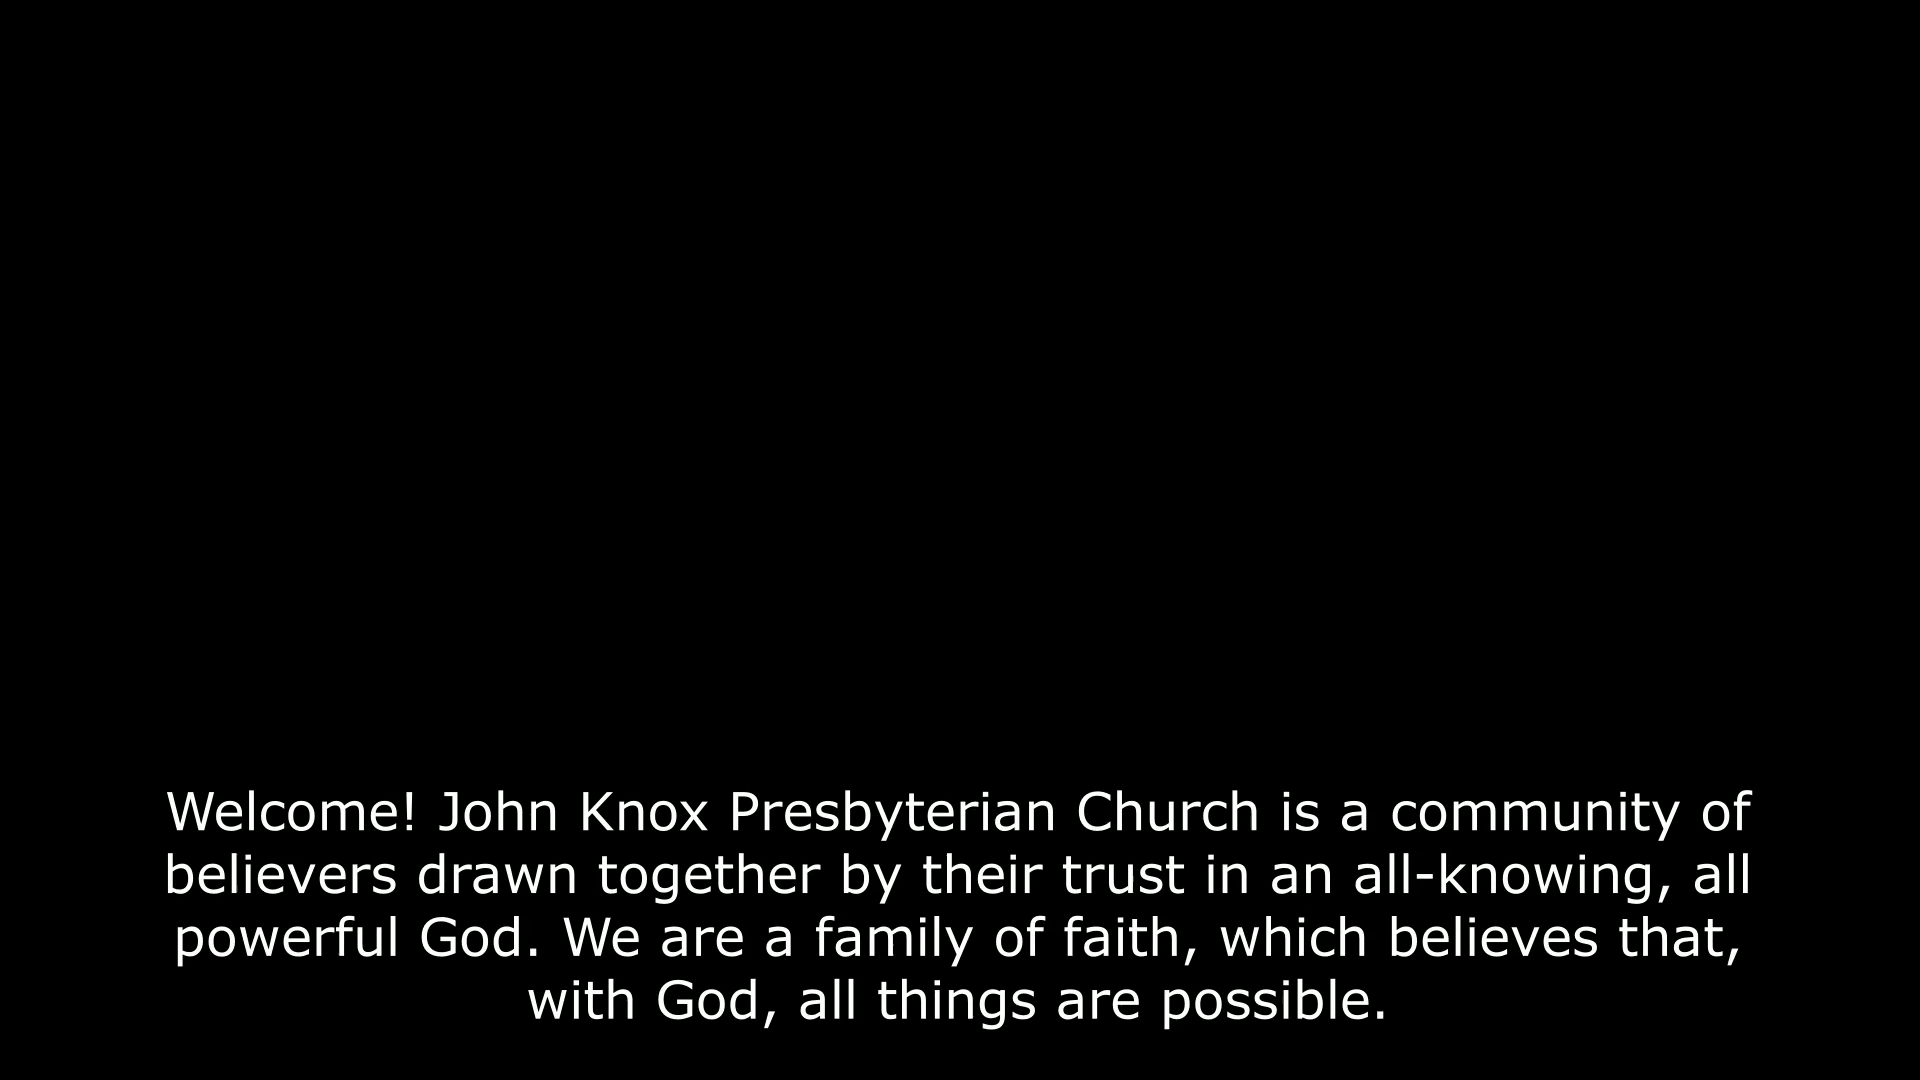 Welcome! John Knox Presbyterian Church is a community of
believers drawn together by their trust in an all-knowing, all
powerful God. We are a family of faith, which believes that,
with God, all things are possible.